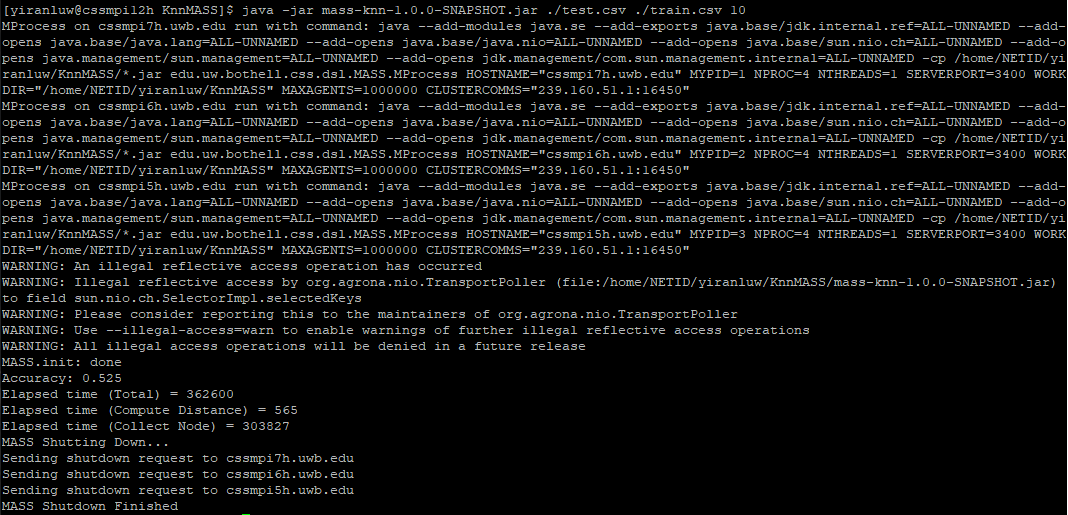 [yiranluw@cssmpi12h KnnMASS]$ java -jar mass-knn-1.0.0-SNAPSHOT.jar ./test.csv ./train.csv 10
MProcess on cssmpi7h.uwb.edu run with command: java --add-modules java.se --add-exports java.base/jdk.internal.ref=ALL-UNNAMED --add-
opens java.base/java.lang=ALL-UNNAMED --add-opens java.base/java.nio=ALL-UNNAMED --add-opens java.base/sun.nio.ch=ALL-UNNAMED --add-o
pens java.management/sun.management=ALL-UNNAMED --add-opens jdk.management/com.sun.management.internal=ALL-UNNAMED -cp /home/NETID/yi
ranluw/KnnMASS/*.jar edu.uw.bothell.css.dsl.MASS.MProcess HOSTNAME="cssmpi7h.uwb.edu" MYPID=1 NPROC=4 NTHREADS=1 SERVERPORT=3400 WORK
DIR="/home/NETID/yiranluw/KnnMASS" MAXAGENTS=1000000 CLUSTERCOMMS="239.160.51.1:16450"
MProcess on cssmpi6h.uwb.edu run with command: java --add-modules java.se --add-exports java.base/jdk.internal.ref=ALL-UNNAMED --add-
opens java.base/java.lang=ALL-UNNAMED --add-opens java.base/java.nio=ALL-UNNAMED --add-opens java.base/sun.nio.ch=ALL-UNNAMED --add-o
pens java.management/sun.management=ALL-UNNAMED --add-opens jdk.management/com.sun.management.internal=ALL-UNNAMED -cp /home/NETID/yi
ranluw/KnnMASS/*.jar edu.uw.bothell.css.dsl.MASS.MProcess HOSTNAME="cssmpi6h.uwb.edu" MYPID=2 NPROC=4 NTHREADS=1 SERVERPORT=3400 WORK
DIR="/home/NETID/yiranluw/KnnMASS" MAXAGENTS=1000000 CLUSTERCOMMS="239.160.51.1:16450"
MProcess on cssmpi5h.uwb.edu run with command: java --add-modules java.se --add-exports java.base/jdk.internal.ref=ALL-UNNAMED --add-
opens java.base/java.lang=ALL-UNNAMED --add-opens java.base/java.nio=ALL-UNNAMED --add-opens java.base/sun.nio.ch=ALL-UNNAMED --add-o
pens java.management/sun.management=ALL-UNNAMED --add-opens jdk.management/com.sun.management.internal=ALL-UNNAMED -cp /home/NETID/yi
ranluw/KnnMASS/*.jar edu.uw.bothell.css.dsl.MASS.MProcess HOSTNAME="cssmpi5h.uwb.edu" MYPID=3 NPROC=4 NTHREADS=1 SERVERPORT=3400 WORK
DIR="/home/NETID/yiranluw/KnnMASS" MAXAGENTS=1000000 CLUSTERCOMMS="239.160.51.1:16450"
WARNING: An illegal reflective access operation has occurred
WARNING: Illegal reflective access by org.agrona.nio.TransportPoller (file:/home/NETID/yiranluw/KnnMASS/mass-knn-1.0.0-SNAPSHOT.jar)
to field sun.nio.ch.SelectorImpl.selectedKeys
WARNING: Please consider reporting this to the maintainers of org.agrona.nio.TransportPoller
WARNING: Use --illegal-access=warn to enable warnings of further illegal reflective access operations
WARNING: All illegal access operations will be denied in a future release
MASS.init: done
Accuracy: 0.525
Elapsed time (Total) = 362600
Elapsed time (Compute Distance) = 565
Elapsed time (Collect Node) = 303827
MASS Shutting Down...
Sending shutdown request to cssmpi7h.uwb.edu
Sending shutdown request to cssmpi6h.uwb.edu
Sending shutdown request to cssmpi5h.uwb.edu
MASS Shutdown Finished